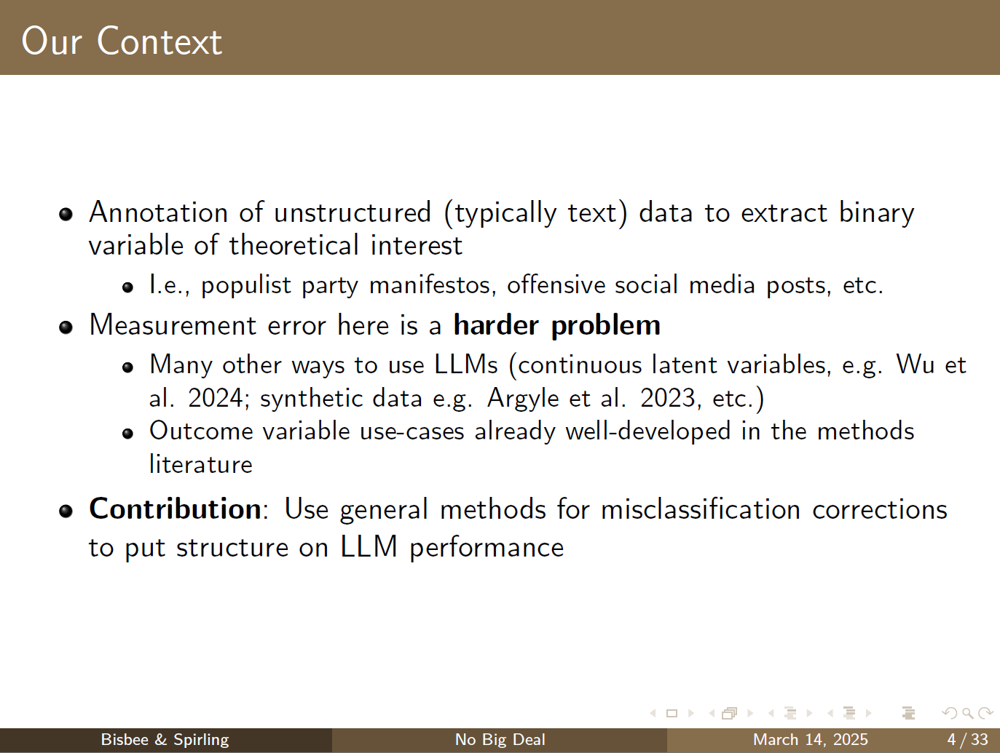 Our Context
Annotation of unstructured (typically text) data to extract binary
variable of theoretical interest
I.e., populist party manifestos, offensive social media posts, etc.
Measurement error here is a harder problem
Many other ways to use LLMs (continuous latent variables, e.g. Wu et
al. 2024; synthetic data e.g. Argyle et al. 2023, etc.)
Outcome variable use-cases already well-developed in the methods
literature
Contribution: Use general methods for misclassification corrections
to put structure on LLM performance
Bisbee & Spirling
No Big Deal
March 14, 2025
4 / 33